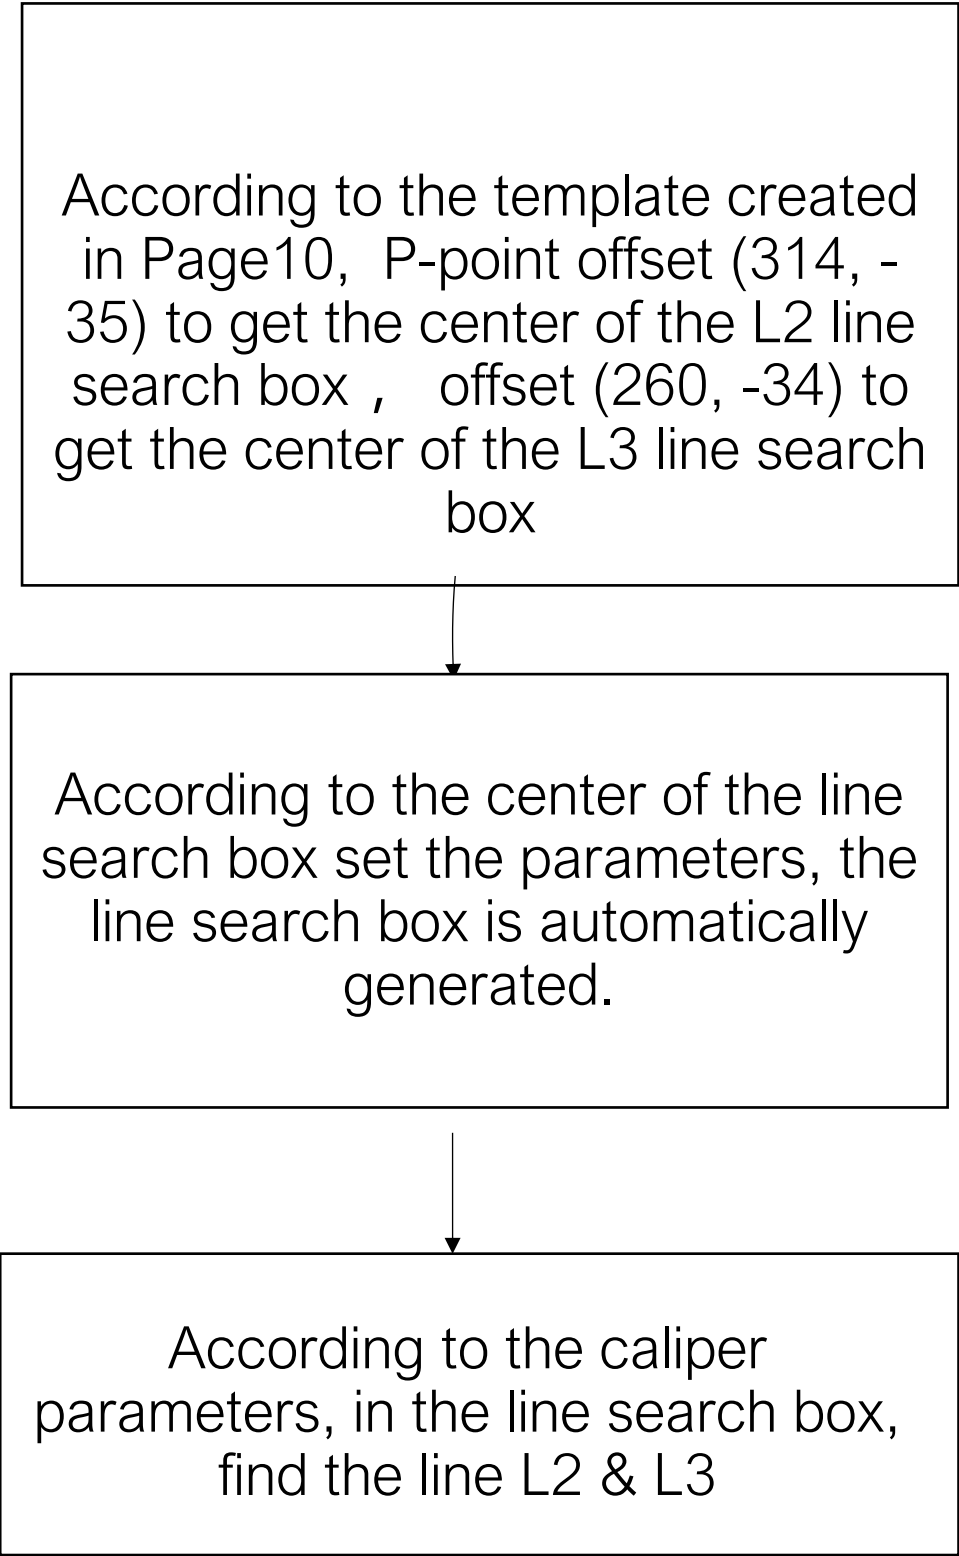 According to the template created
in Page10,  P-point offset (314, -
35) to get the center of the L2 line
search box ,   offset (260, -34) to
get the center of the L3 line search
box
According to the center of the line
search box set the parameters, the
line search box is automatically
generated.
According to the caliper
parameters, in the line search box,
find the line L2 & L3